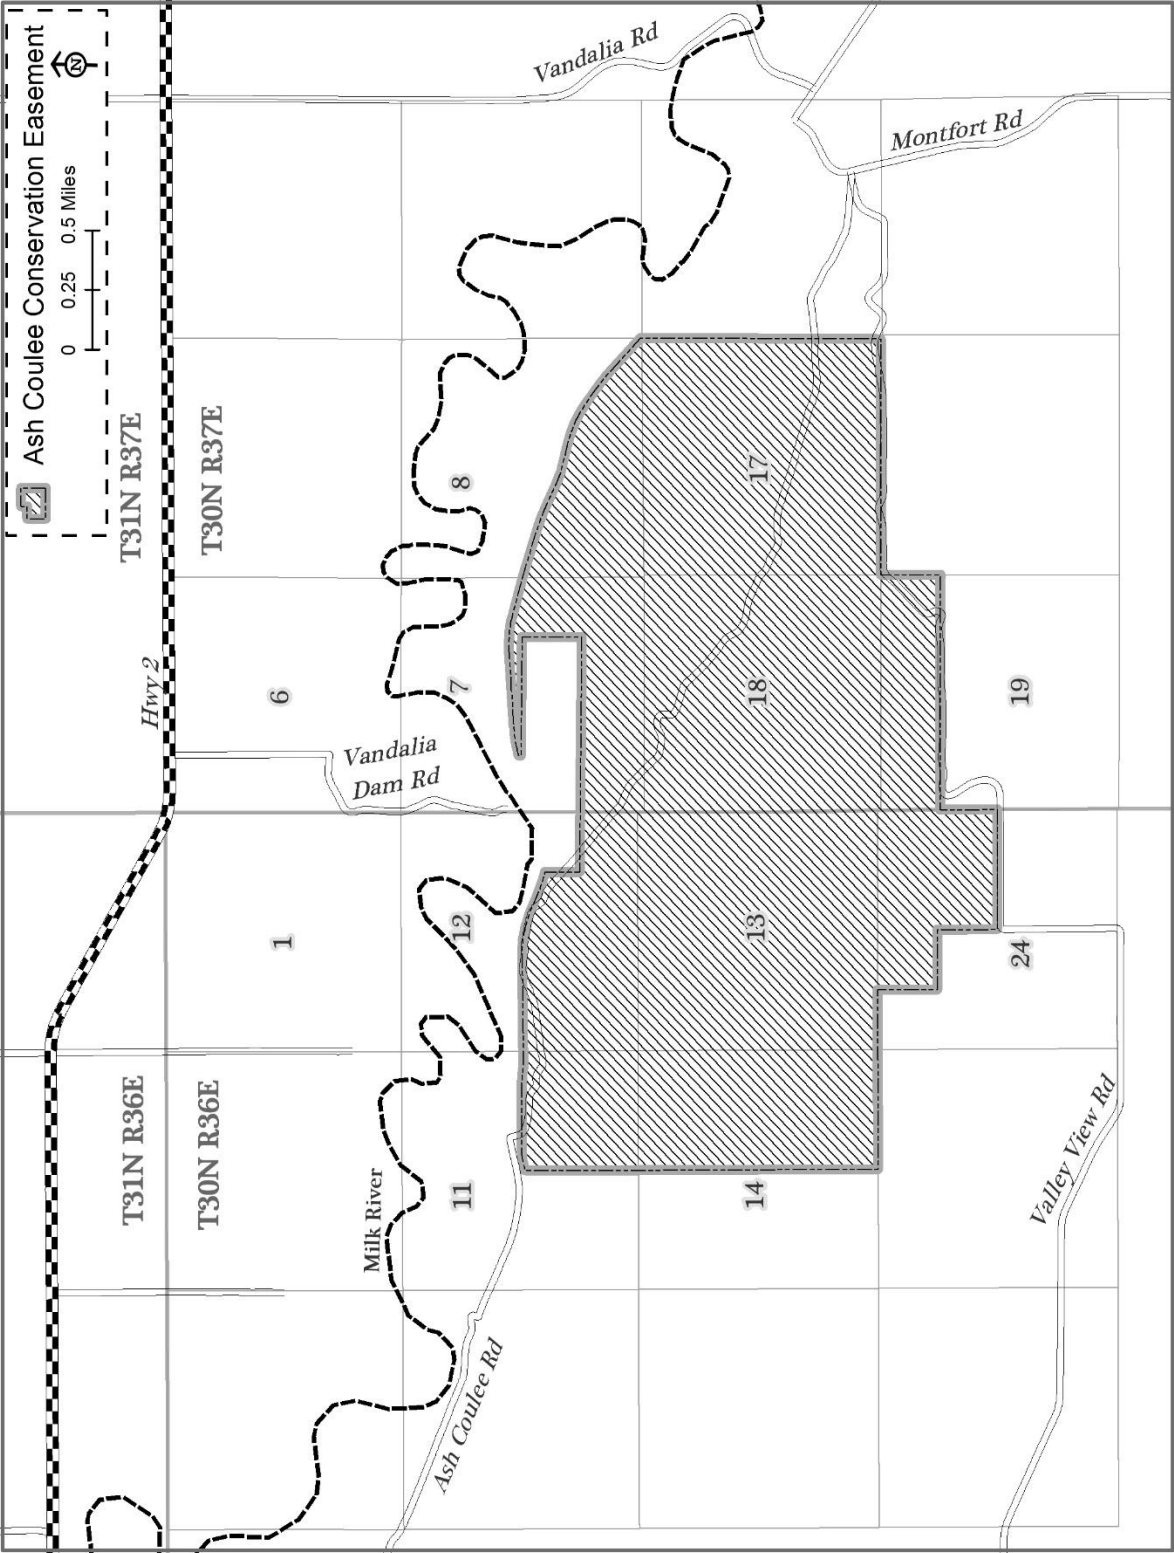 Ash Coulee Conservation Easement
N
0 0.25 0.5 Miles
T31N R36E
T31N R37E
T30N R36E
T30N R37E
Hwy 2
Vandalia Rd
Vandalia
Dam Rd
Milk River
Montfort Rd
Ash Coulee Rd
Valley View Rd
1
6
11
12
7
8
14
13
18
17
24
19